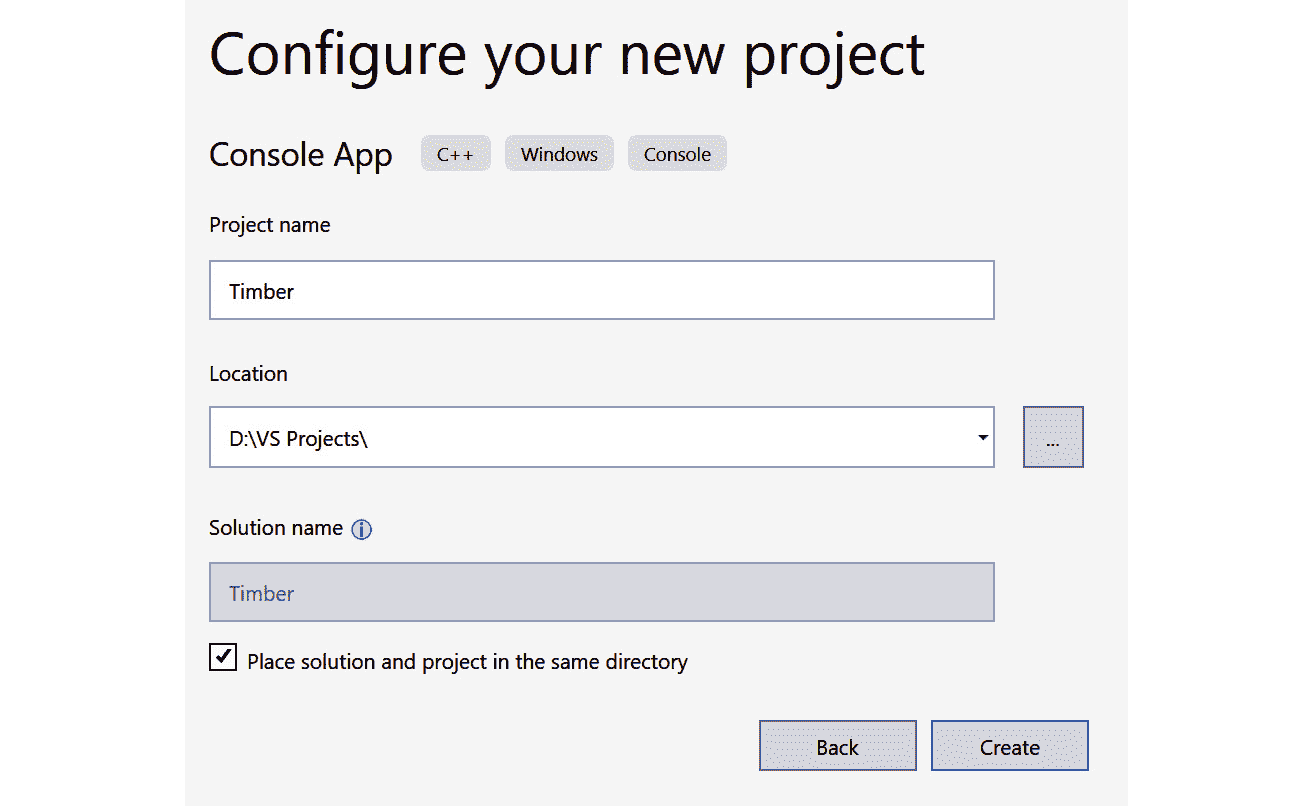 Configure your new project
Console App C++ Windows Console
Project name
Timber
Location
D:\VS Projects\
...
Solution name
Timber
Place solution and project in the same directory
Back Create